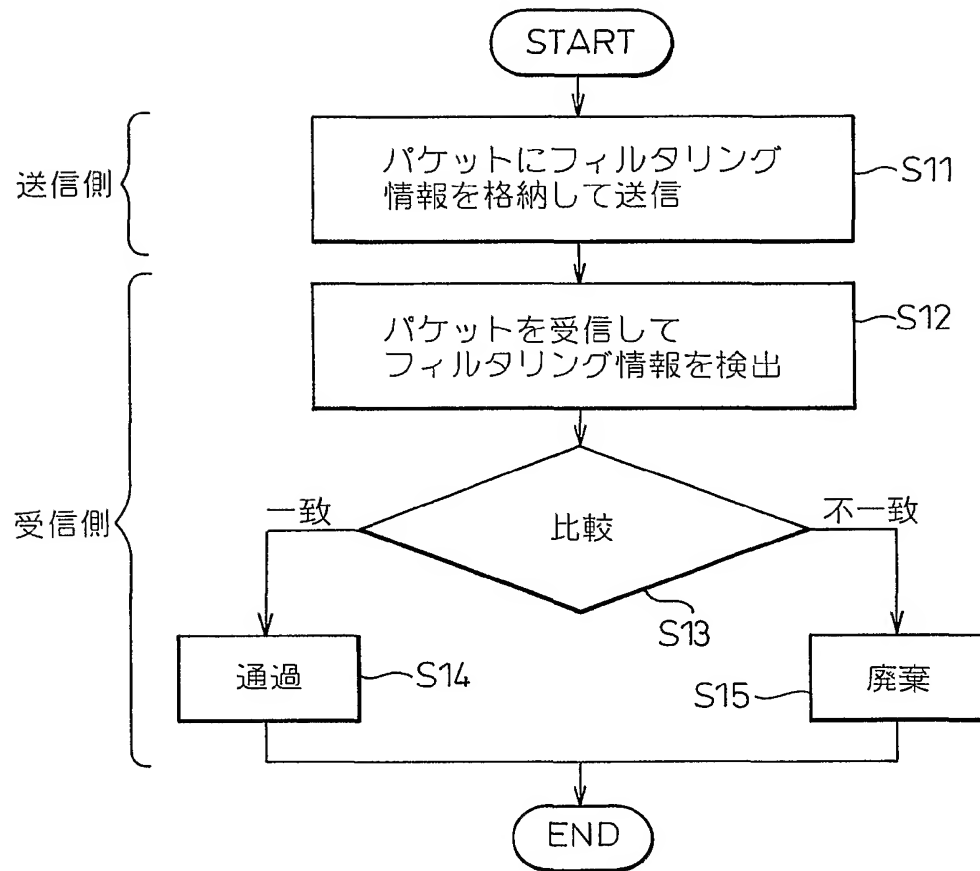 START
送信側
パケットにフィルタリング
情報を格納して送信
S11
パケットを受信して
フィルタリング情報を検出
S12
受信側
一致
比較
不一致
S13
通過
S14
S15
廃棄
END